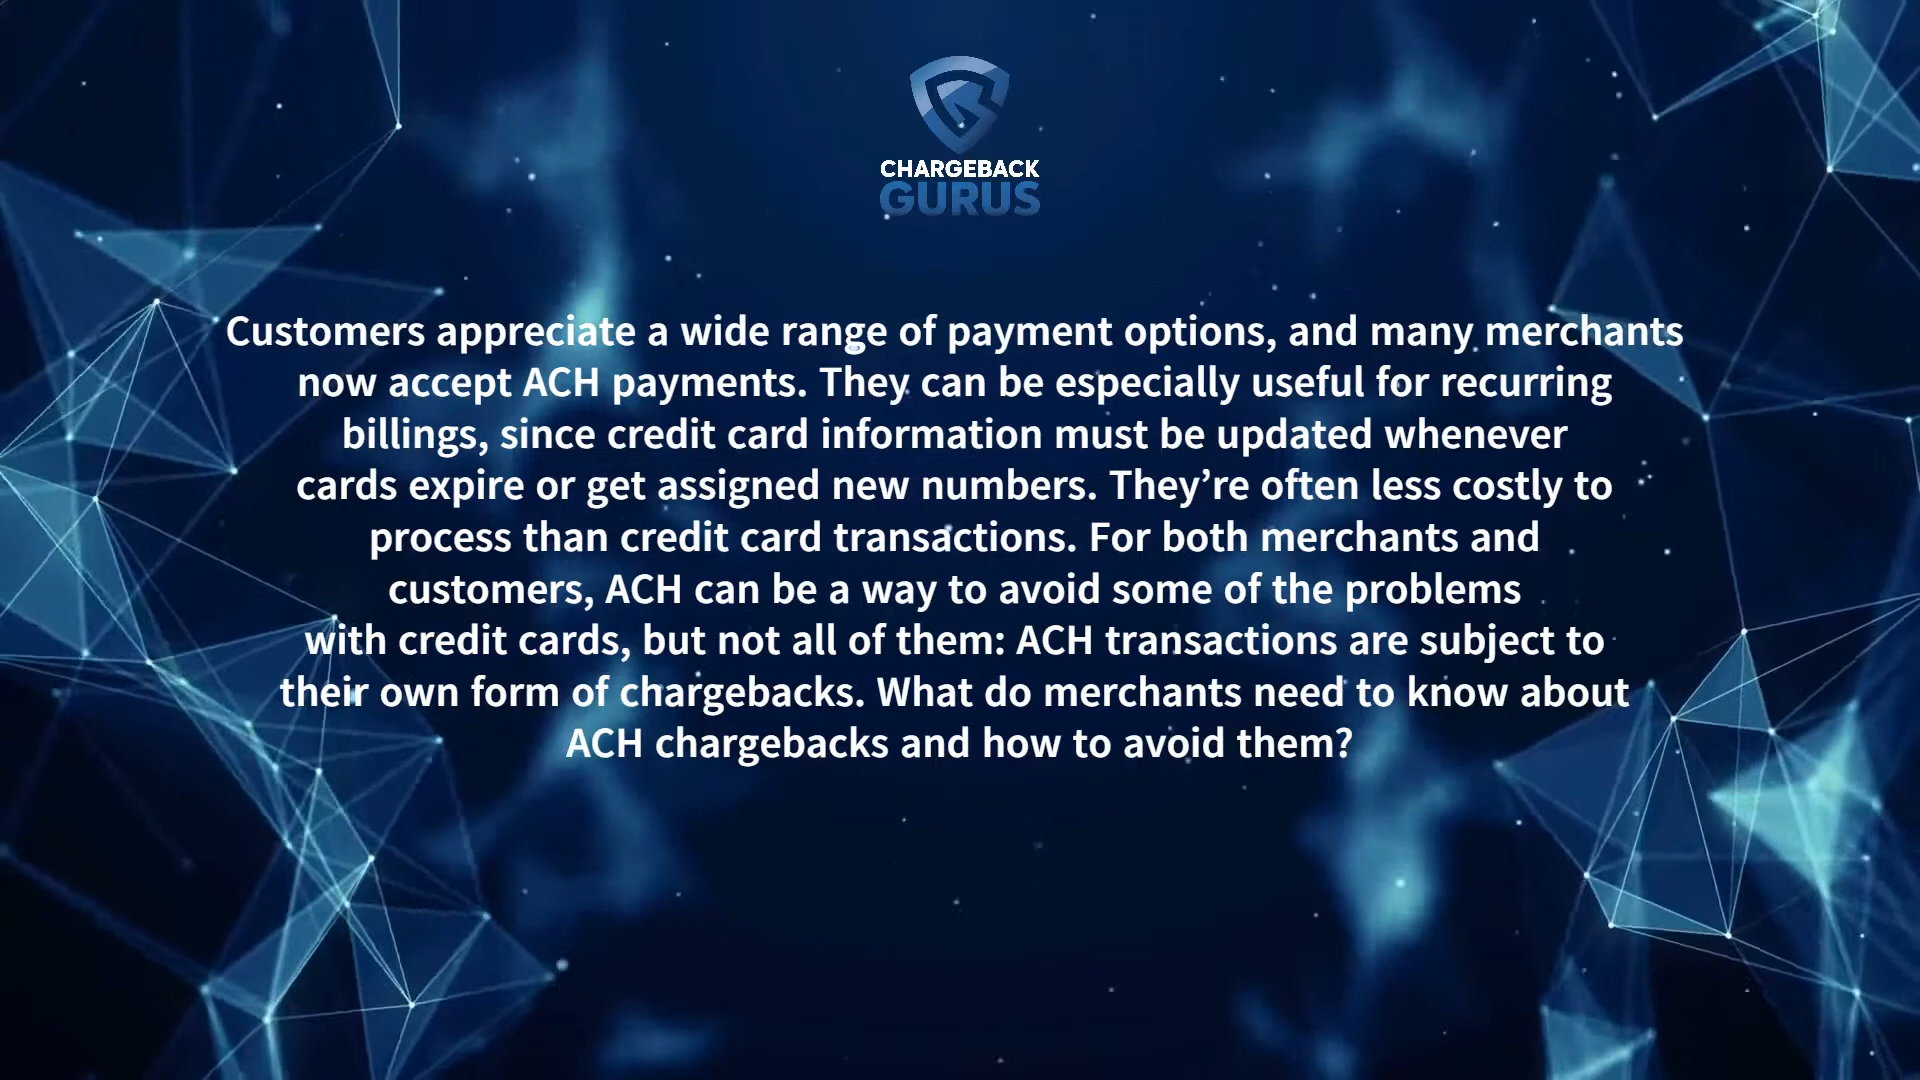 CHARGEBACK
GURUS
Customers appreciate a wide range of payment options, and many merchants
now accept ACH payments. They can be especially useful for recurring
billings, since credit card information must be updated whenever
cards expire or get assigned new numbers. They’re often less costly to
process than credit card transactions. For both merchants and
customers, ACH can be a way to avoid some of the problems
with credit cards, but not all of them: ACH transactions are subject to
their own form of chargebacks. What do merchants need to know about
ACH chargebacks and how to avoid them?